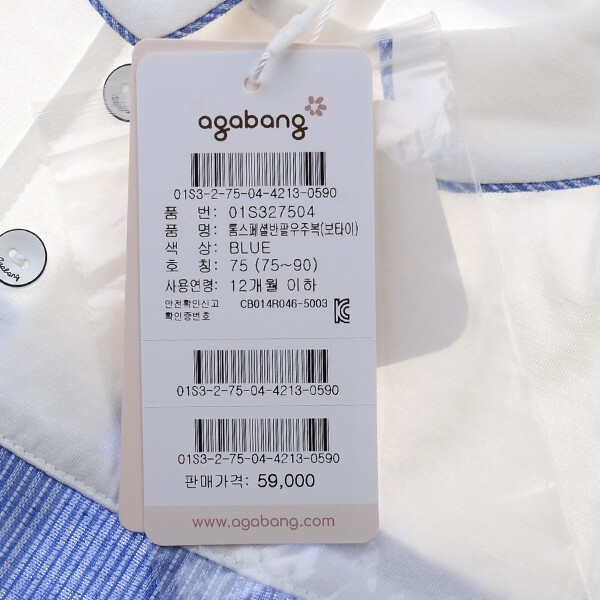 agabang
01S3-2-75-04-4213-0590
품 번: 01S327504
품 명: 톰스페셜반팔우주복(보타이)
색 상: BLUE
호 칭: 75 (75~90)
사용연령: 12개월 이하
안전확인신고 CB014R046-5003
확인증번호
01S3-2-75-04-4213-0590
01S3-2-75-04-4213-0590
판매가격: 59,000
www.agabang.com
agabang